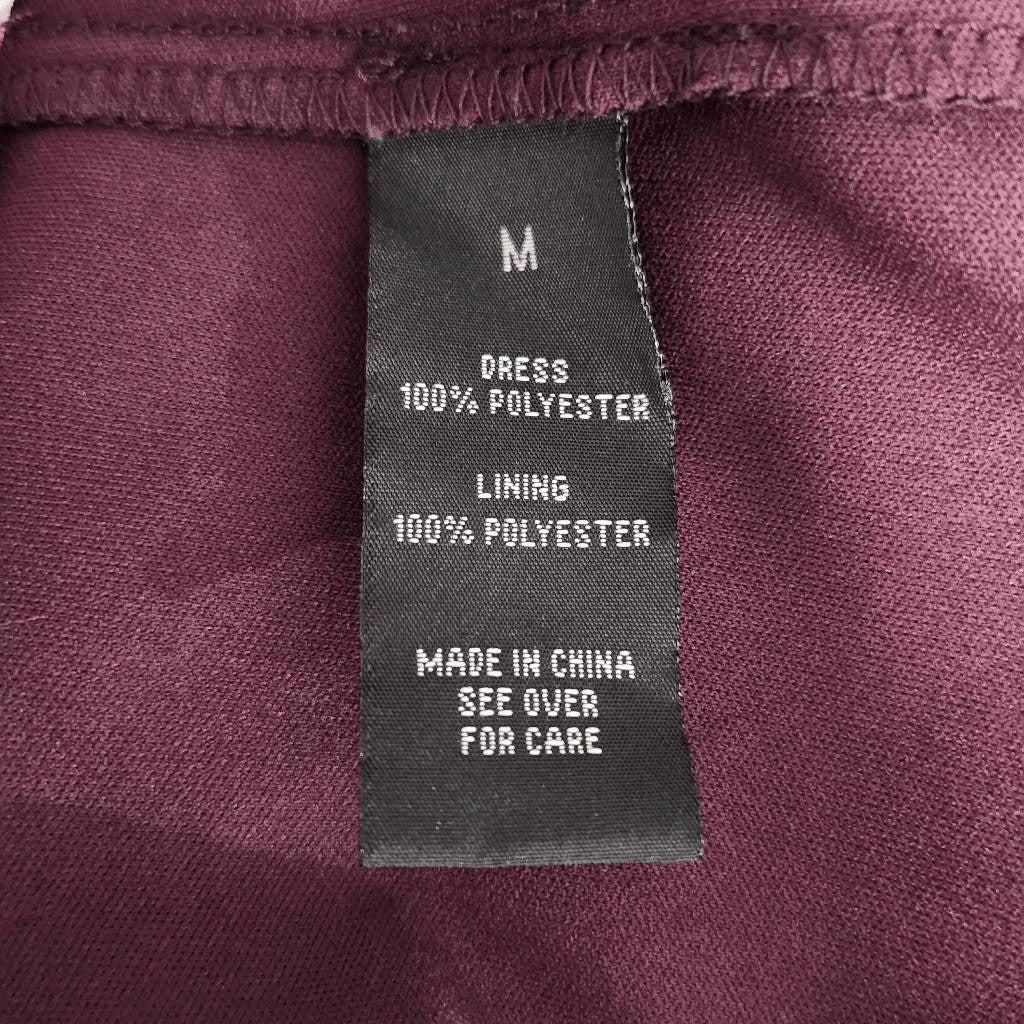 M
DRESS
100% POLYESTER
LINING
100% POLYESTER
MADE IN CHINA
SEE OVER
FOR CARE